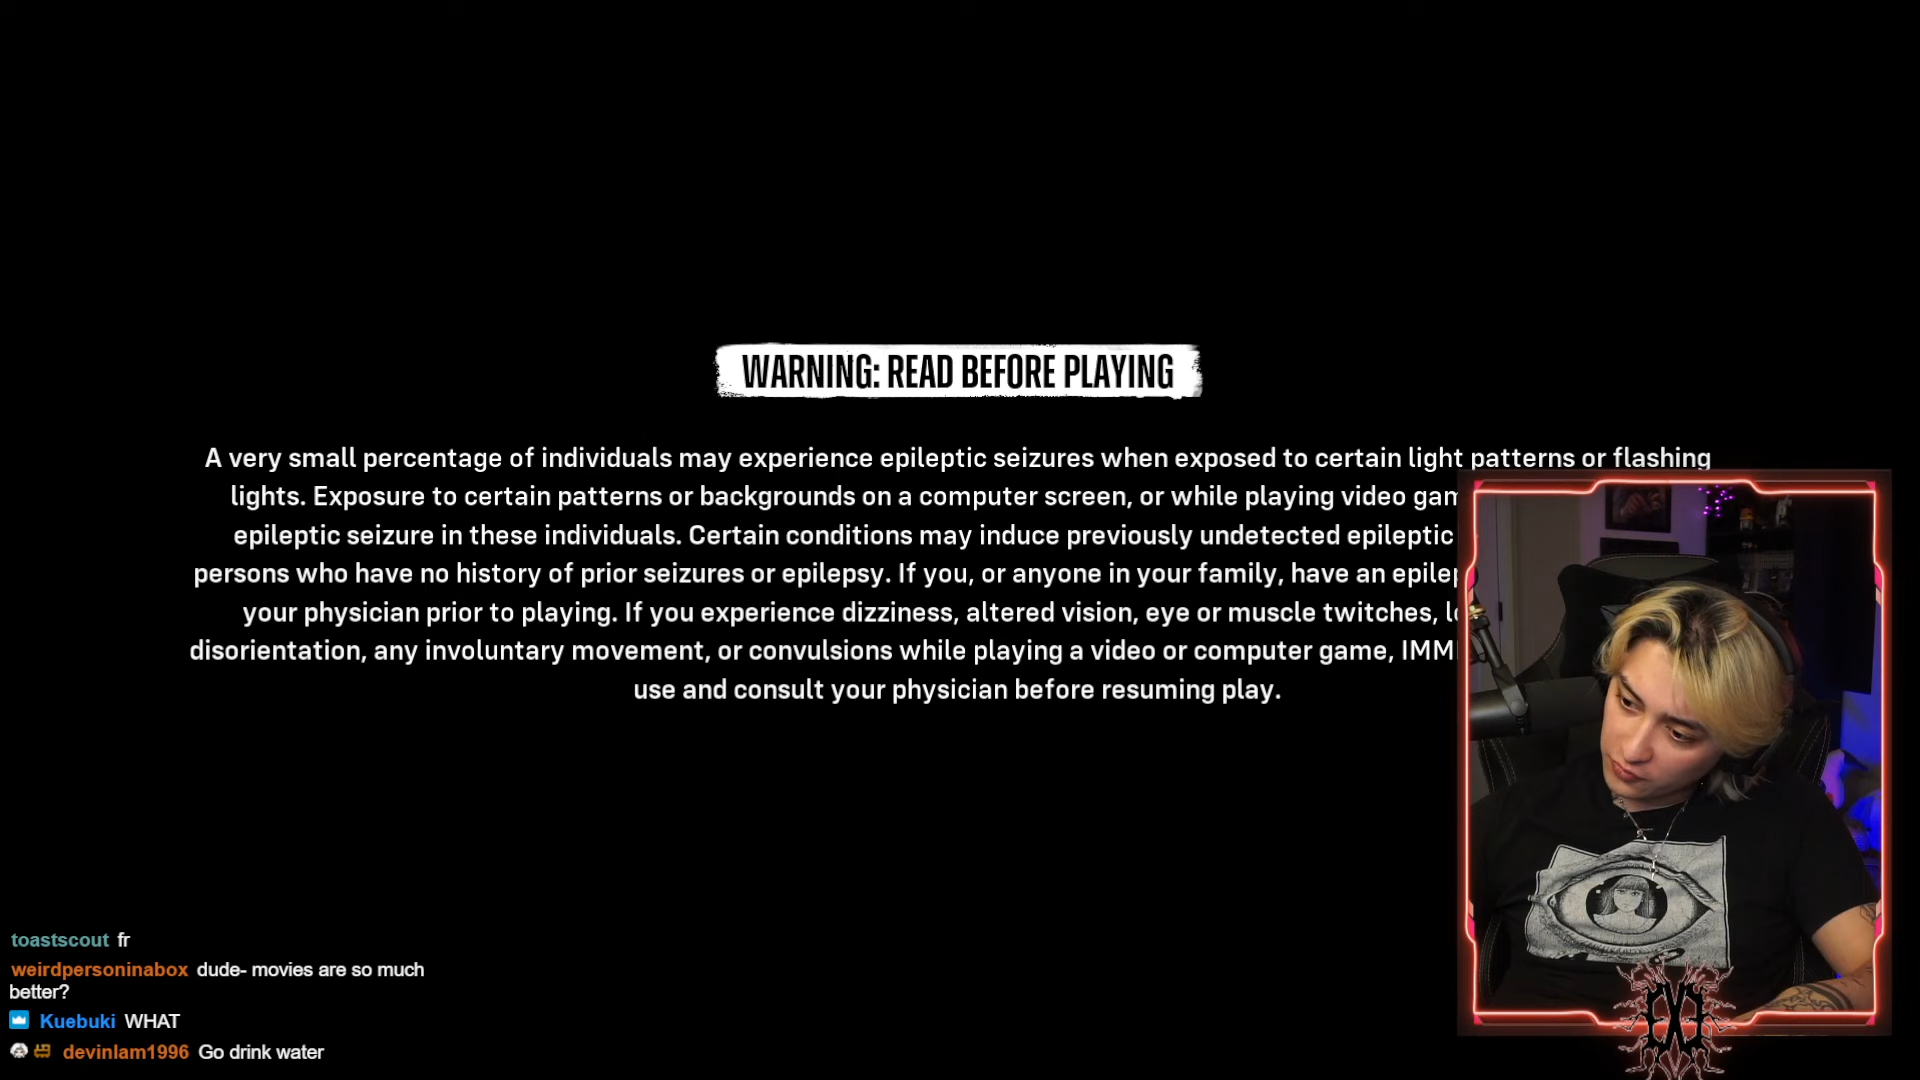 WARNING: READ BEFORE PLAYING
A very small percentage of individuals may experience epileptic seizures when exposed to certain light patterns or flashing
lights. Exposure to certain patterns or backgrounds on a computer screen, or while playing video
epileptic seizure in these individuals. Certain conditions may induce previously undetected epileptic
persons who have no history of prior seizures or epilepsy. If you, or anyone in your family, have an
your physician prior to playing. If you experience dizziness, altered vision, eye or muscle twitches,
disorientation, any involuntary movement, or convulsions while playing a video or computer game,
use and consult your physician before resuming play.
toastscout fr
weirdpersoninabox dude- movies are so much
better?
Kuebuki WHAT
devinlam1996 Go drink water